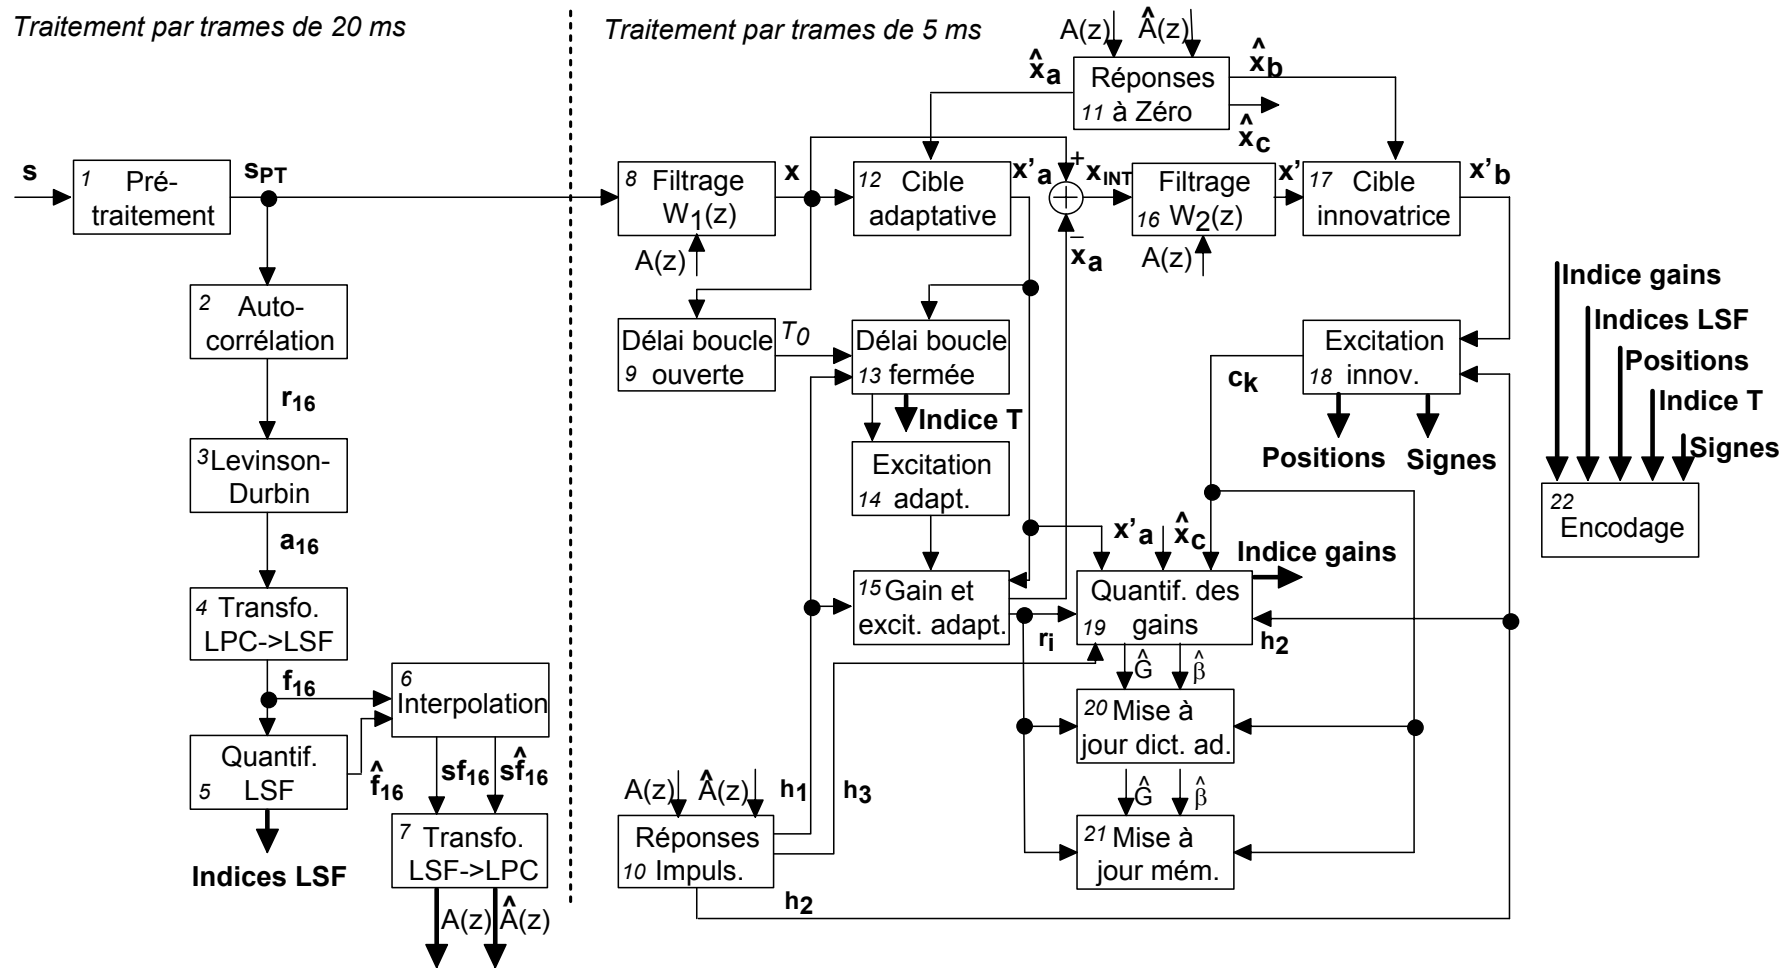 Traitement par trames de 20 ms
Traitement par trames de 5 ms
s
1 Pré-
traitement
sPT
2 Auto-
corrélation
r16
3 Levinson-
Durbin
a16
4 Transfo.
LPC->LSF
f16
Quantif.
5 LSF
f̂16
Indices LSF
6
Interpolation
sf16
sf̂16
7 Transfo.
LSF->LPC
A(z)
Â(z)
8 Filtrage
W1(z)
A(z)
x
Délai boucle
9 ouverte
T0
A(z)
Â(z)
Réponses
10 Impuls.
h1
h3
h2
A(z)
Â(z)
Réponses
11 à Zéro
x̂a
x̂b
x̂c
12 Cible
adaptative
x'a
Délai boucle
13 fermée
Indice T
Excitation
14 adapt.
15 Gain et
excit. adapt.
ri
+
–
xa
xINT
Filtrage
16 W2(z)
A(z)
x'
17 Cible
innovatrice
x'b
Excitation
18 innov.
ck
Positions
Signes
x'a
x̂c
Indice gains
Quantif. des
19 gains
h2
Ĝ
β̂
20 Mise à
jour dict. ad.
Ĝ
β̂
21 Mise à
jour mém.
Indice gains
Indices LSF
Positions
Indice T
Signes
22
Encodage